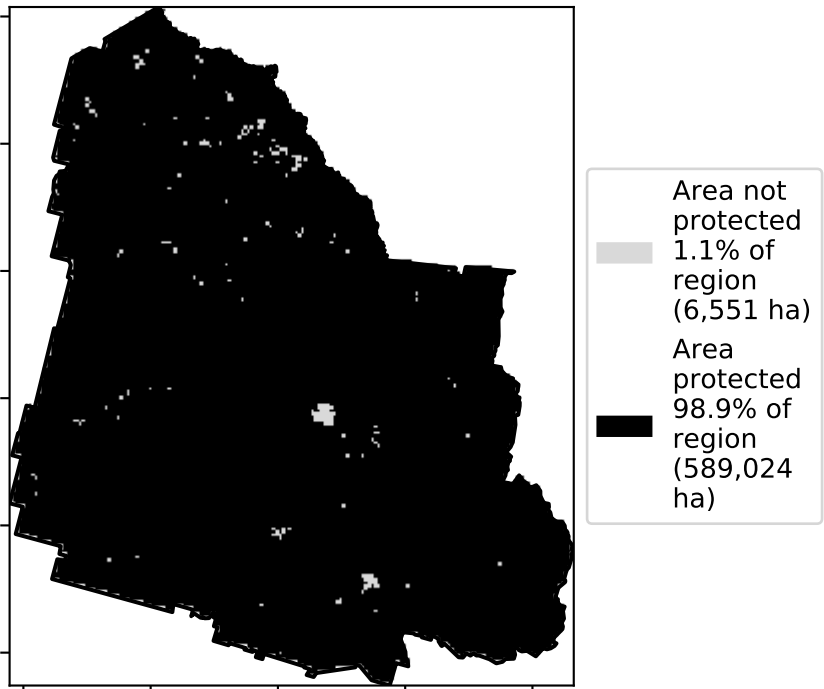 Area not
protected
1.1% of
region
(6,551 ha)
Area
protected
98.9% of
region
(589,024
ha)